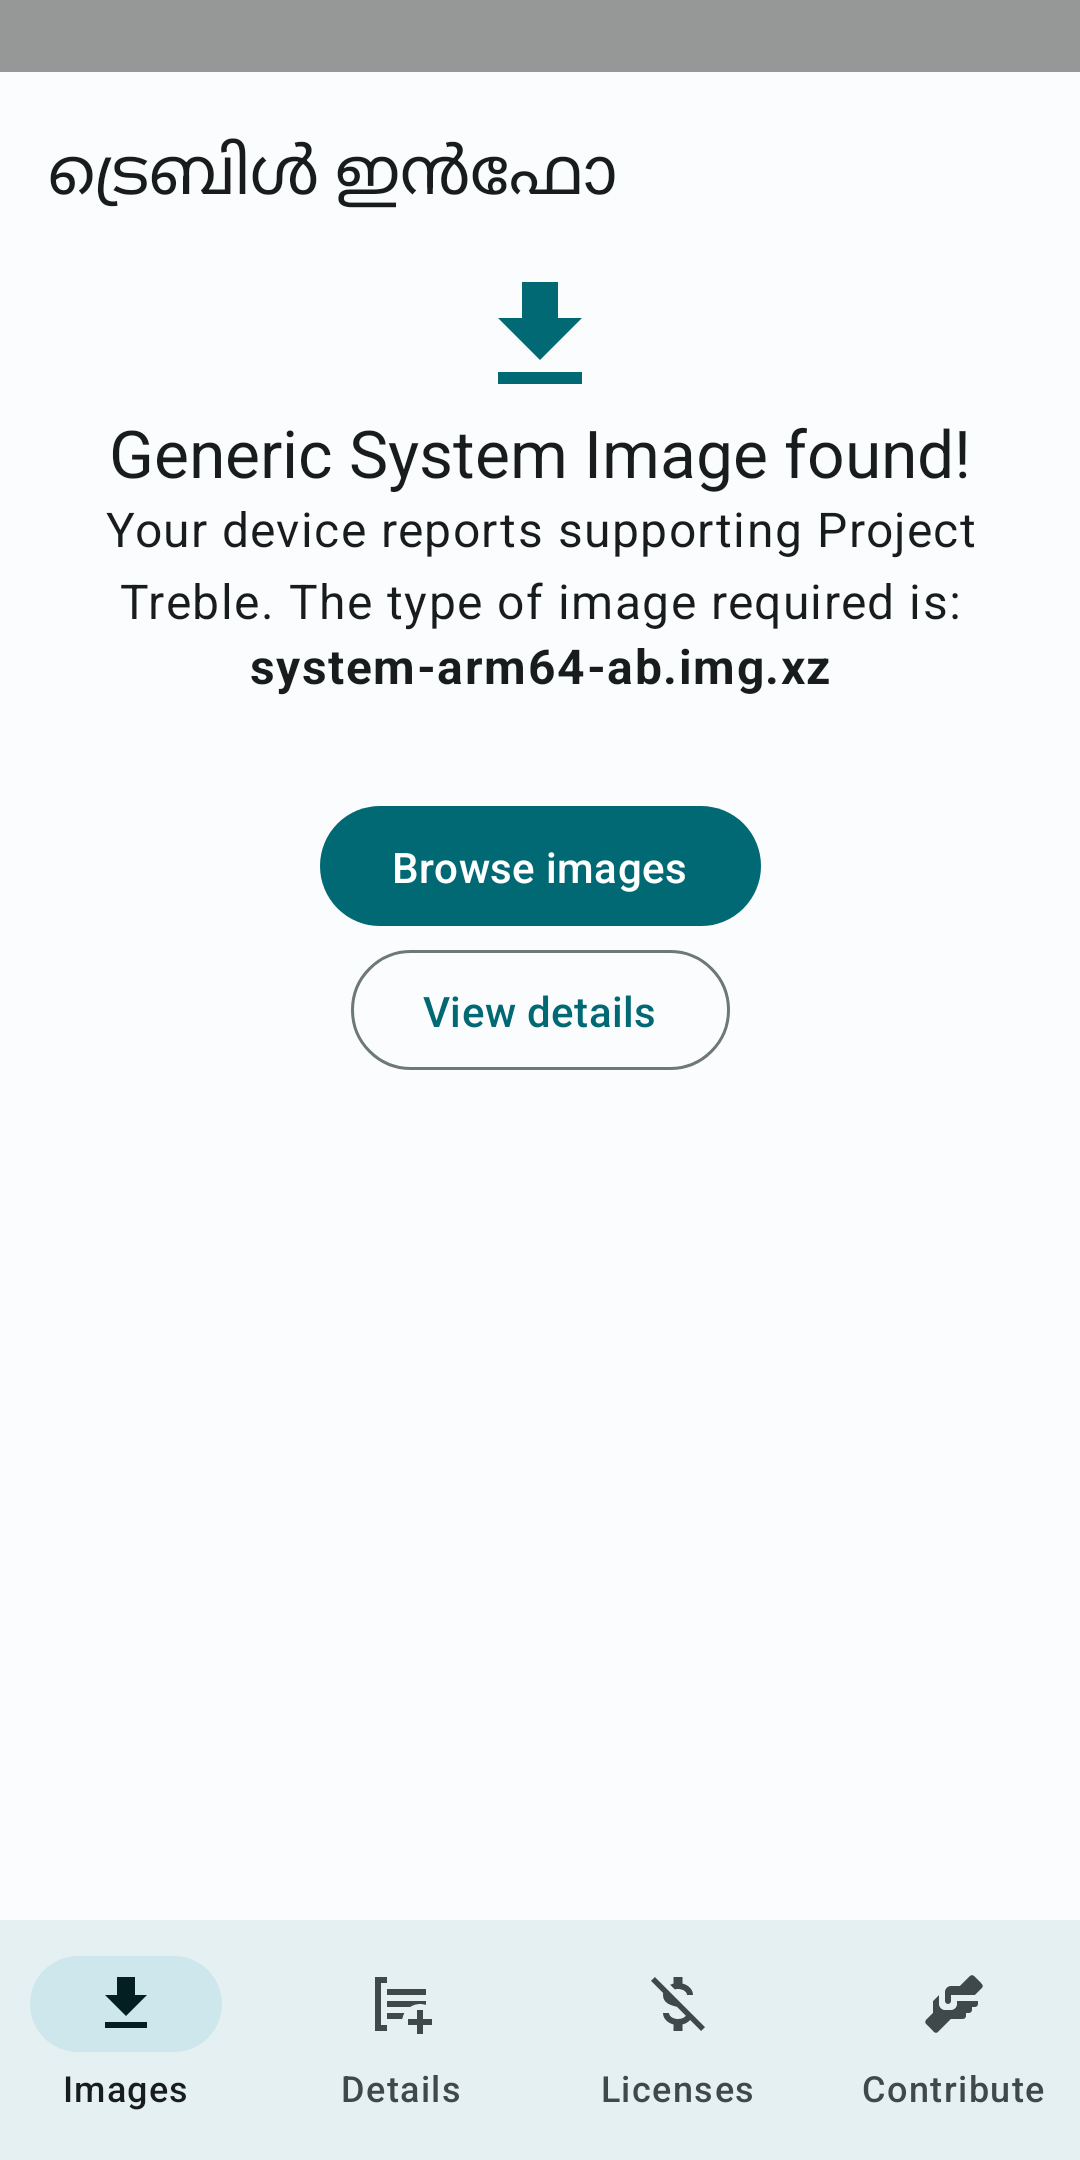 ട്രെബിൾ ഇൻഫോ
Generic System Image found!
Your device reports supporting Project
Treble. The type of image required is:
system-arm64-ab.img.xz
Browse images
View details
Images
Details
Licenses
Contribute